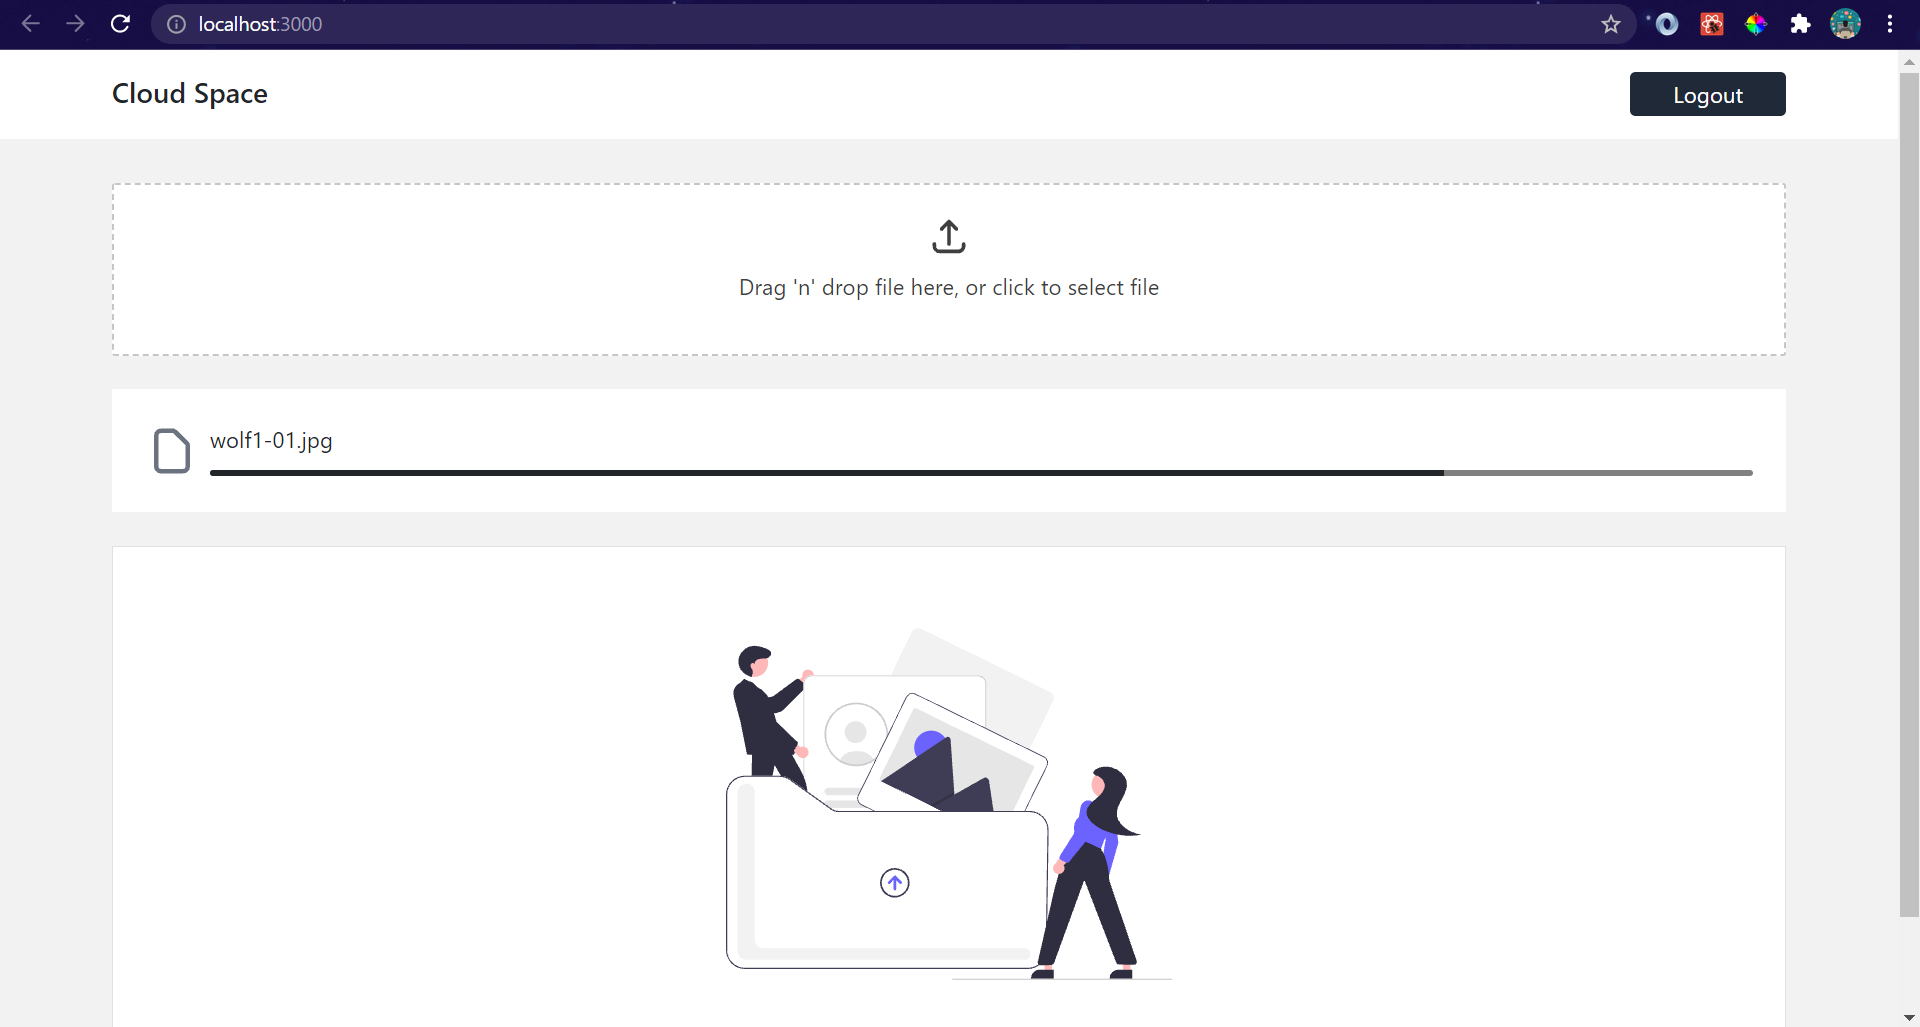 localhost:3000
Cloud Space
Logout
Drag 'n' drop file here, or click to select file
wolf1-01.jpg